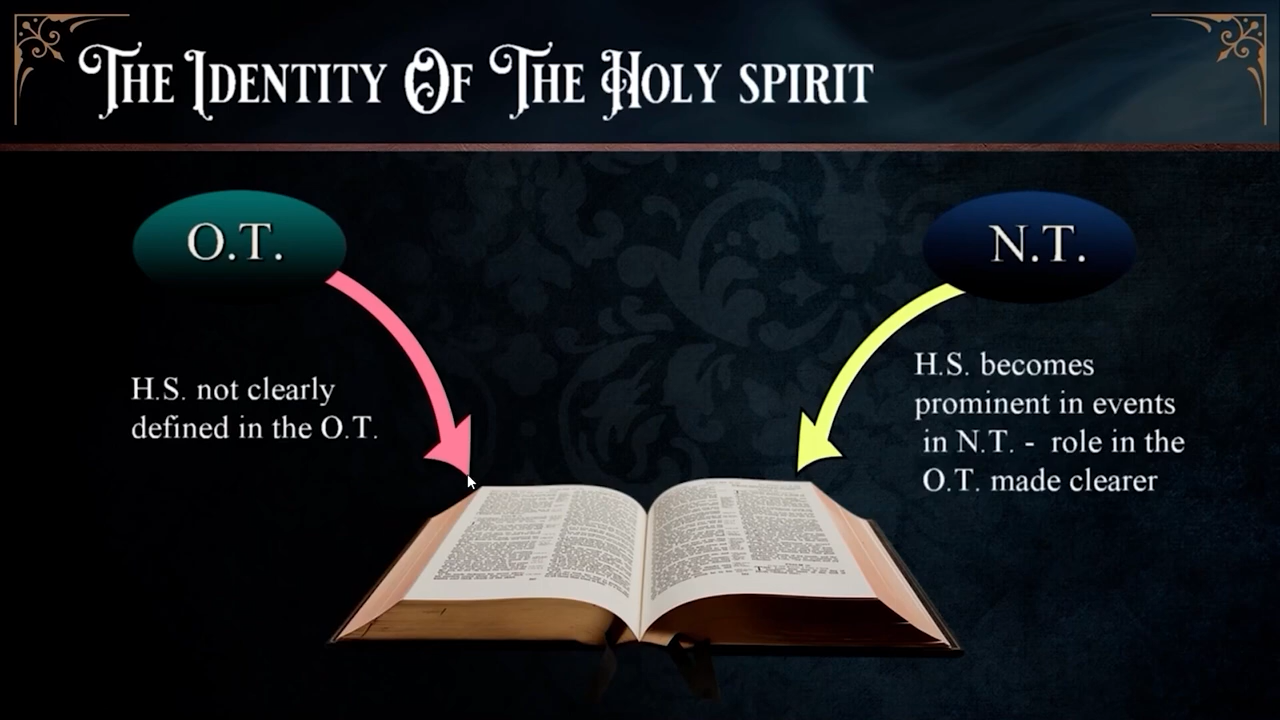 The Identity Of The Holy spirit
O.T.
N.T.
H.S. not clearly
defined in the O.T.
H.S. becomes
prominent in events
in N.T. - role in the
O.T. made clearer